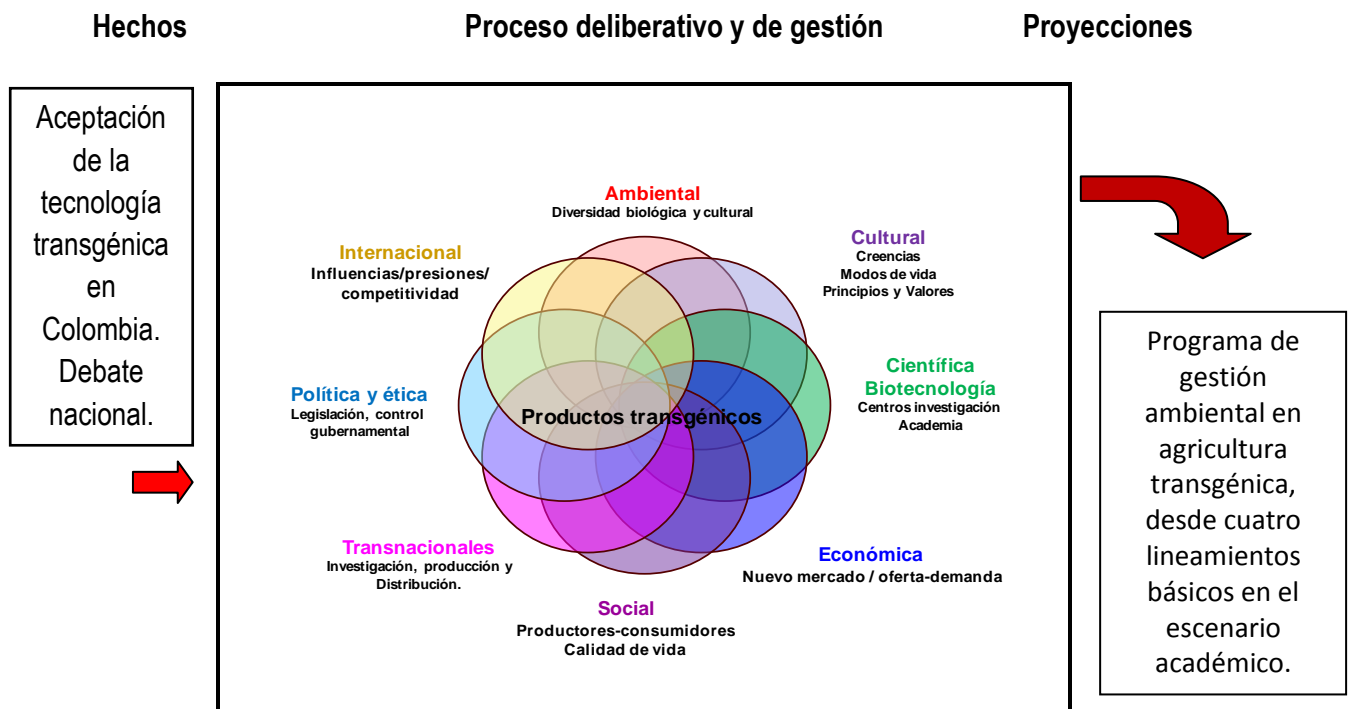 Hechos
Proceso deliberativo y de gestión
Proyecciones
Aceptación
de la
tecnología
transgénica
en
Colombia.
Debate
nacional.
Ambiental
Diversidad biológica y cultural
Cultural
Creencias
Modos de vida
Principios y Valores
Internacional
Influencias/presiones/
competitividad
Científica
Biotecnología
Centros investigación
Academia
Política y ética
Legislación, control
gubernamental
Productos transgénicos
Transnacionales
Investigación, producción y
Distribución.
Económica
Nuevo mercado / oferta-demanda
Social
Productores-consumidores
Calidad de vida
Programa de
gestión
ambiental en
agricultura
transgénica,
desde cuatro
lineamientos
básicos en el
escenario
académico.